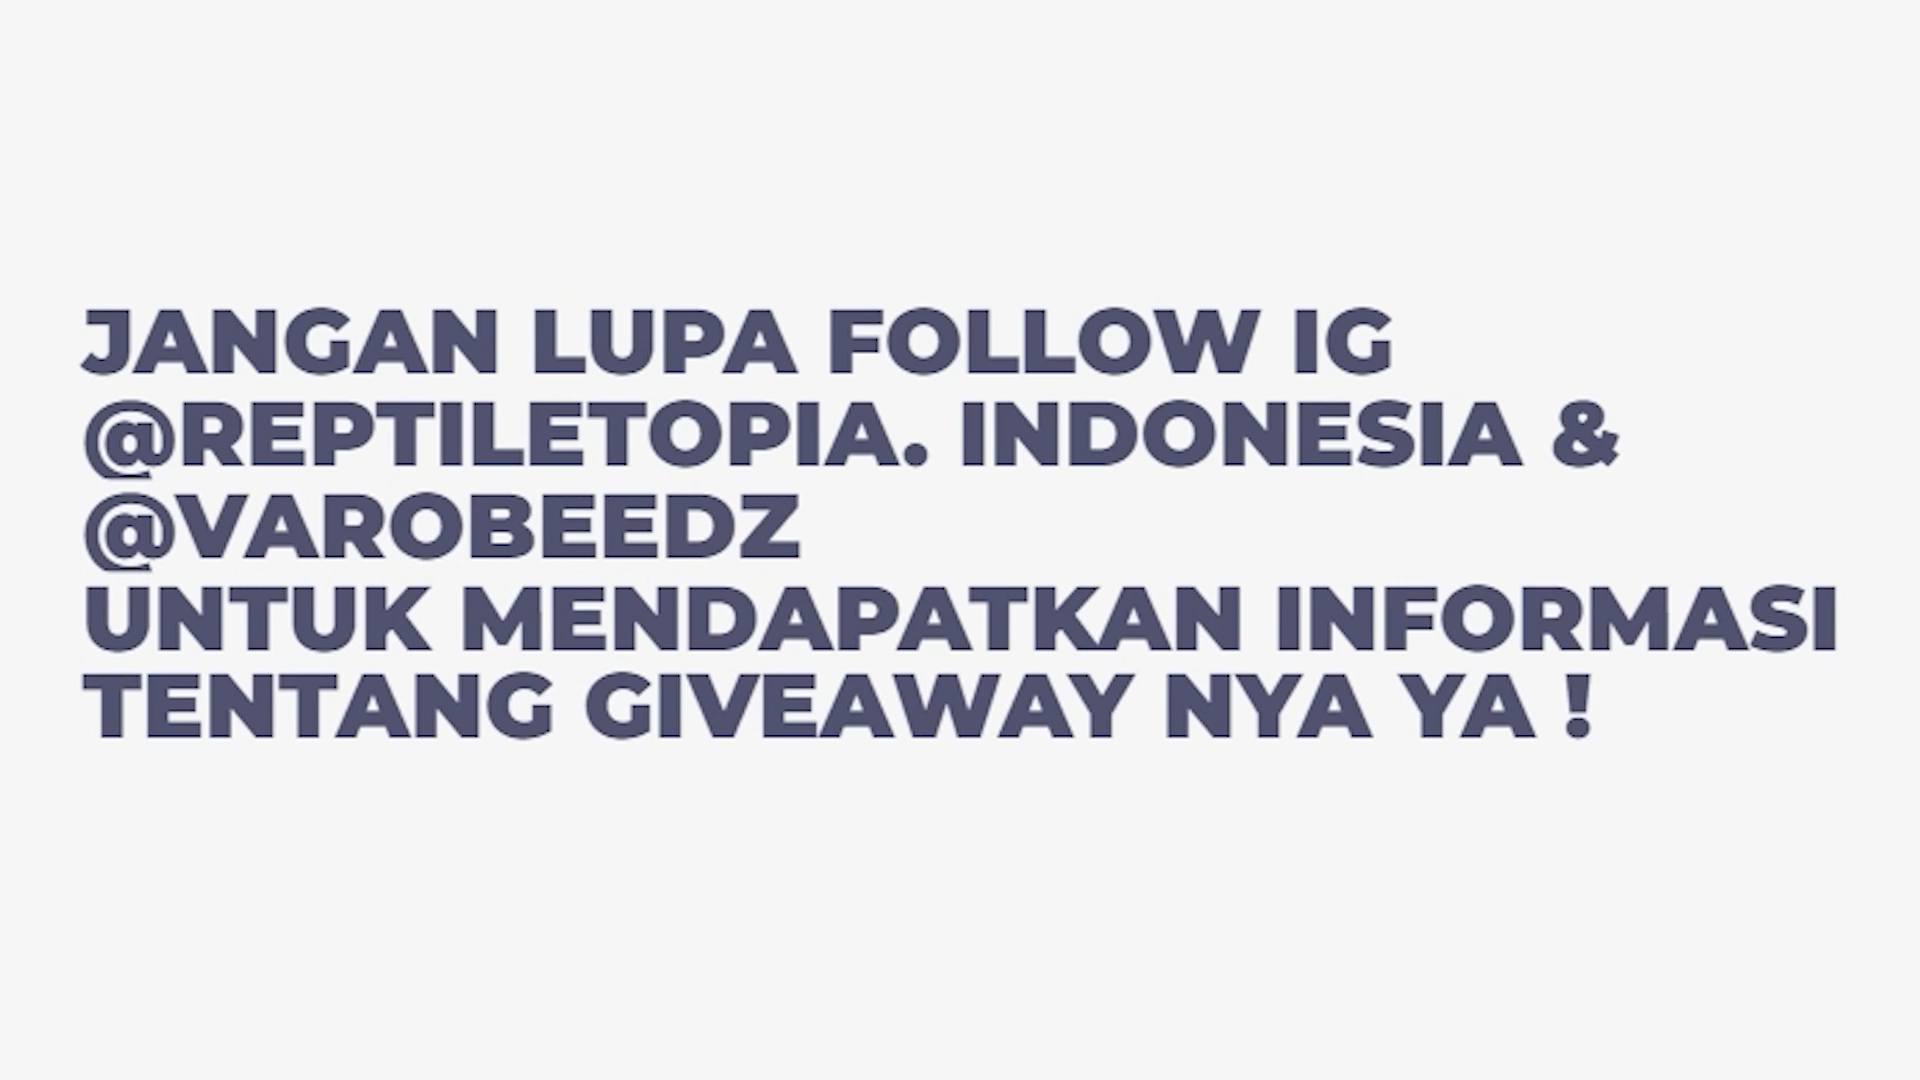 JANGAN LUPA FOLLOW IG
@REPTILETOPIA. INDONESIA &
@VAROBEEDZ
UNTUK MENDAPATKAN INFORMASI
TENTANG GIVEAWAY NYA YA !